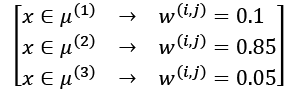 x ∈ μ⁽¹⁾ → w⁽ⁱ,ʲ⁾ = 0.1
x ∈ μ⁽²⁾ → w⁽ⁱ,ʲ⁾ = 0.85
x ∈ μ⁽³⁾ → w⁽ⁱ,ʲ⁾ = 0.05